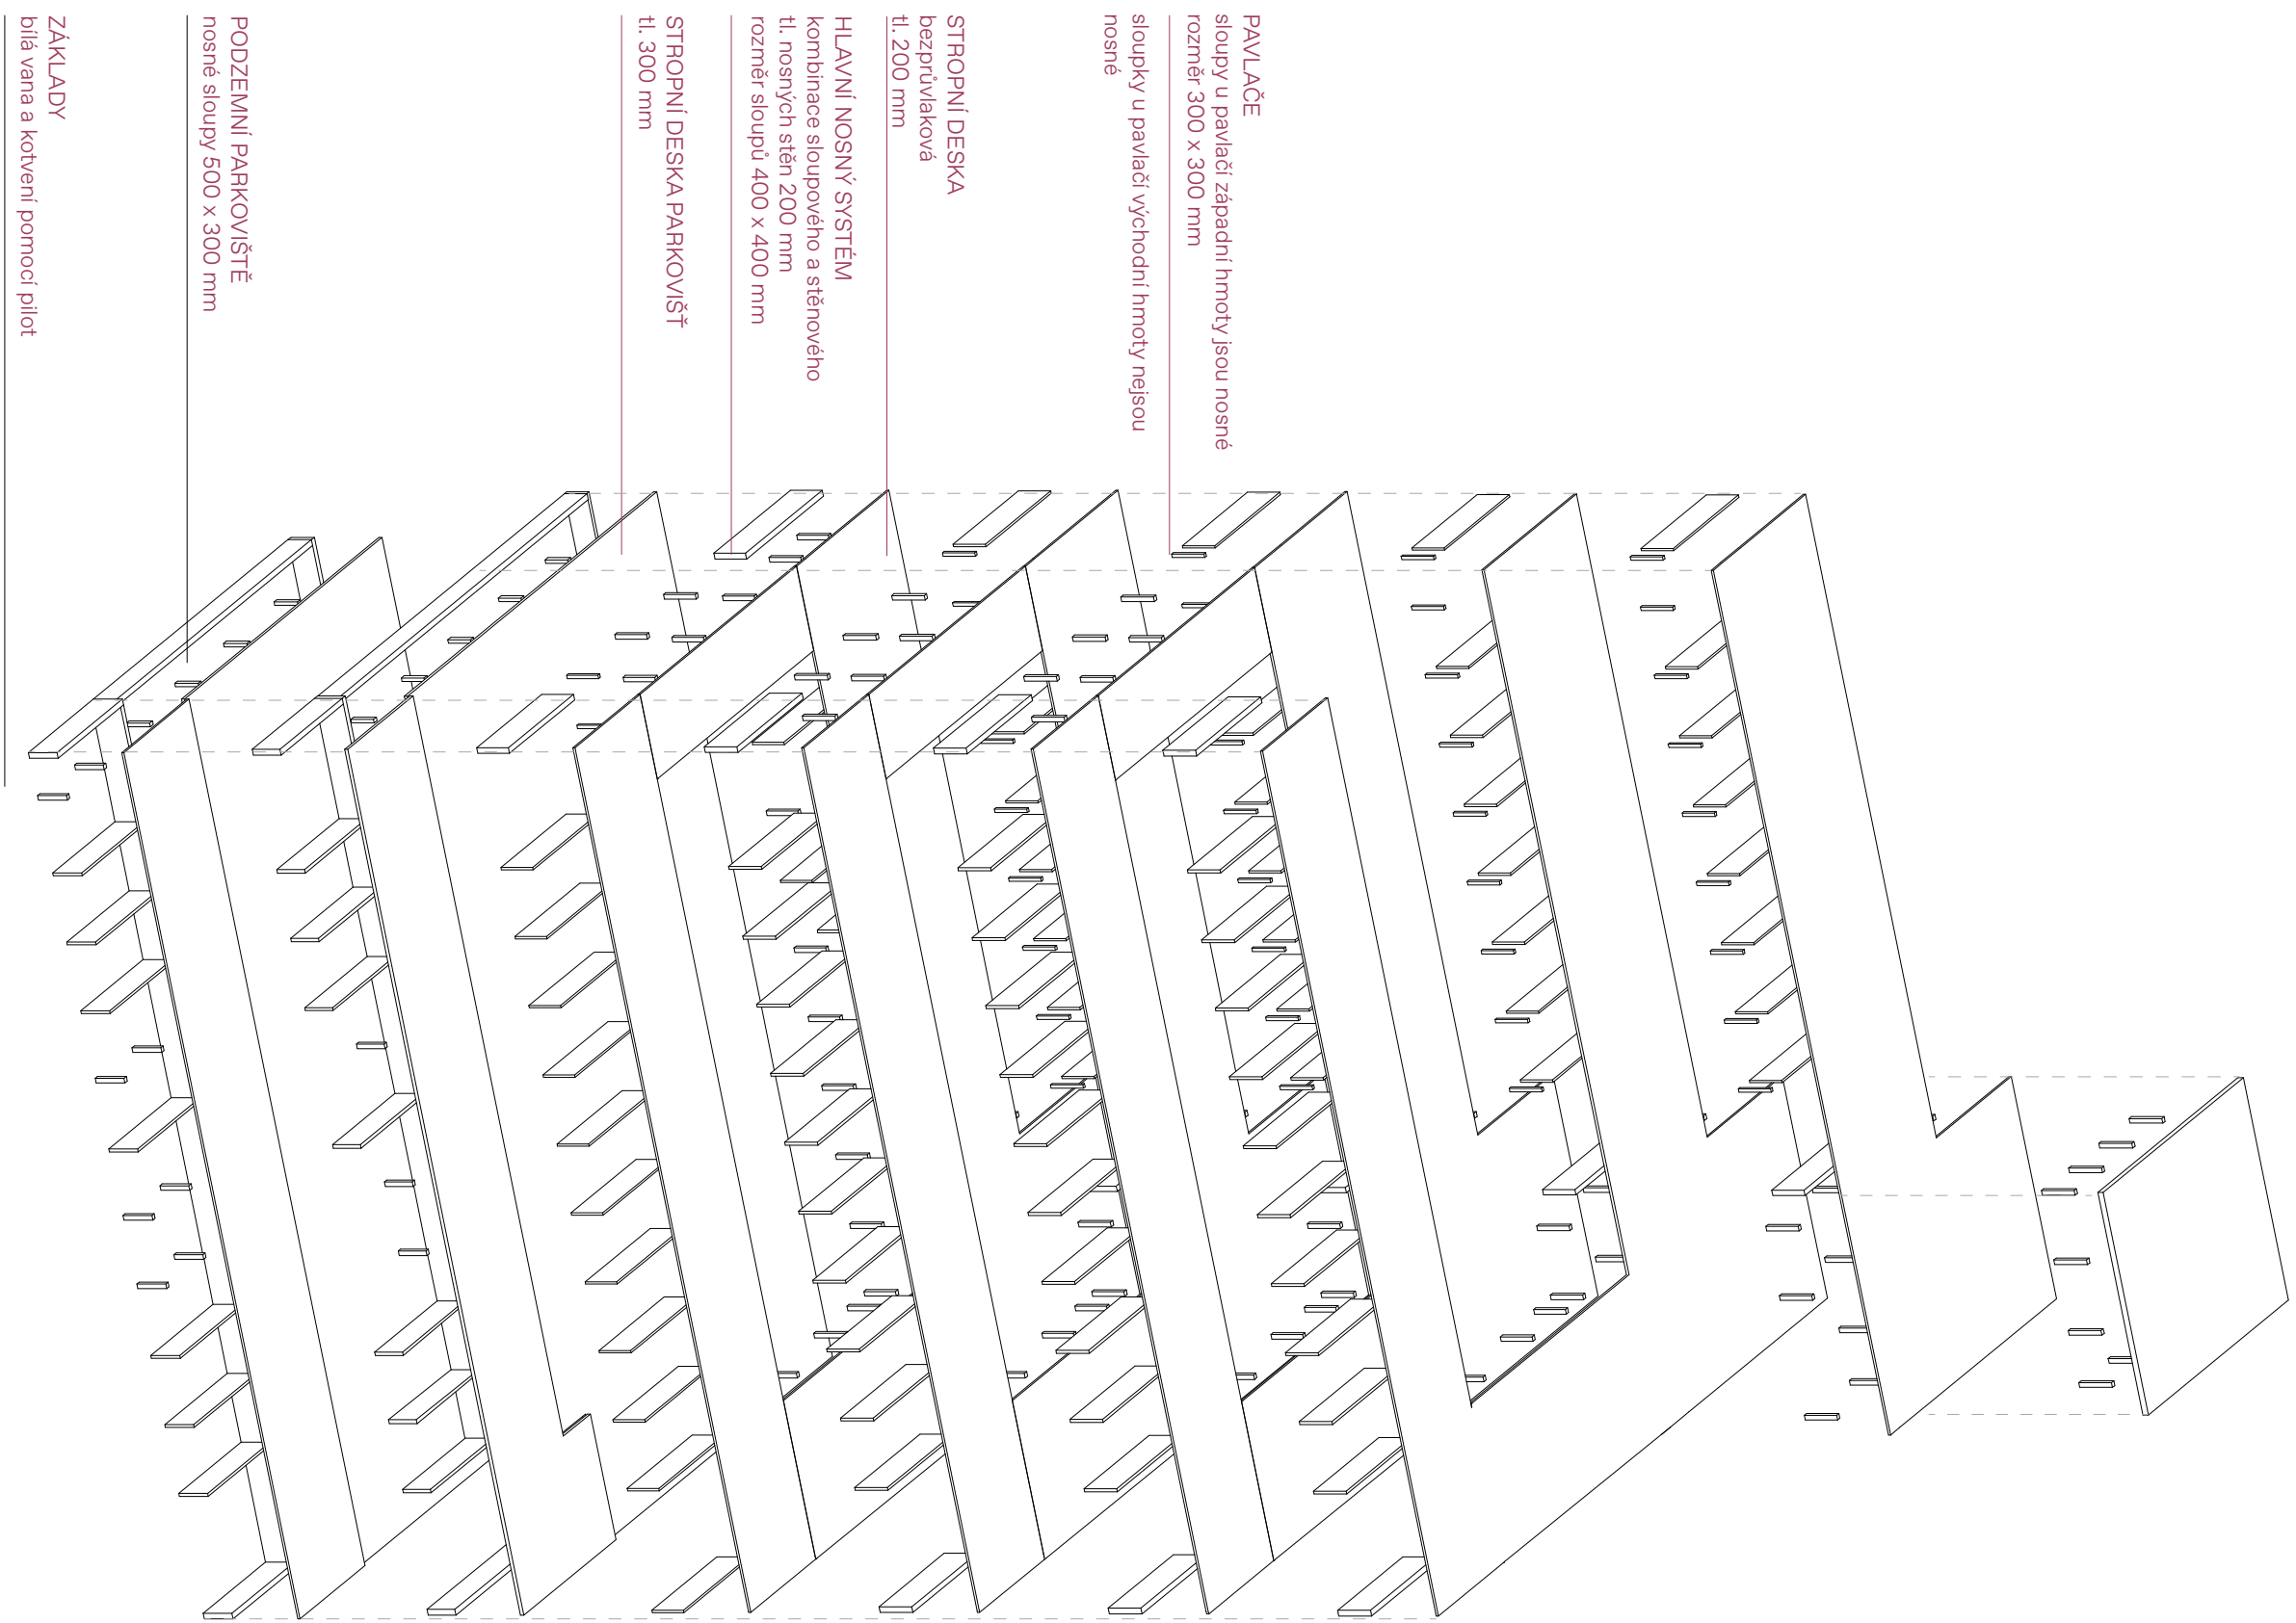 PAVLAČE
sloupy u pavlačí západní hmoty jsou nosné
rozměr 300 x 300 mm
sloupky u pavlačí východní hmoty nejsou
nosné
STROPNÍ DESKA
bezprůvlaková
tl. 200 mm
HLAVNÍ NOSNÝ SYSTÉM
kombinace sloupového a stěnového
tl. nosných stěn 200 mm
rozměr sloupů 400 x 400 mm
STROPNÍ DESKA PARKOVIŠŤ
tl. 300 mm
PODZEMNÍ PARKOVIŠTĚ
nosné sloupy 500 x 300 mm
ZÁKLADY
bílá vana a kotvení pomocí pilot